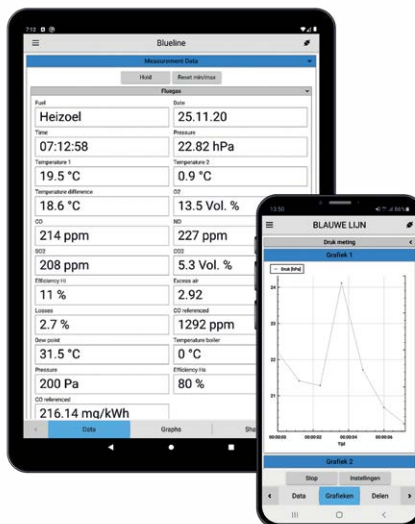 7:12
Blueline
Measurement Data
Hold Reset min/max
Fluegas
Fuel Date
Heizoel 25.11.20
Time Pressure
07:12:58 22.82 hPa
Temperature 1 Temperature 2
19.5 °C 0.9 °C
Temperature difference O2
18.6 °C 13.5 Vol. %
CO NO
214 ppm 227 ppm
SO2 CO2
208 ppm 5.3 Vol. %
Efficiency Hi Excess air
11 % 2.92
Losses CO referenced
2.7 % 1292 ppm
Dew point Temperature boiler
31.5 °C 0 °C
Pressure Efficiency Hs
200 Pa 80 %
CO referenced
216.14 mg/kWh
Data Graphs
13:50 86%
BLAUWE LIJN
Druk meting
Grafiek 1
Druk [hPa]
24
23
22
21
00:00:00 00:00:02 00:00:04 00:00:06
Tijd
Grafiek 2
Stop Instellingen
Data Grafieken Delen